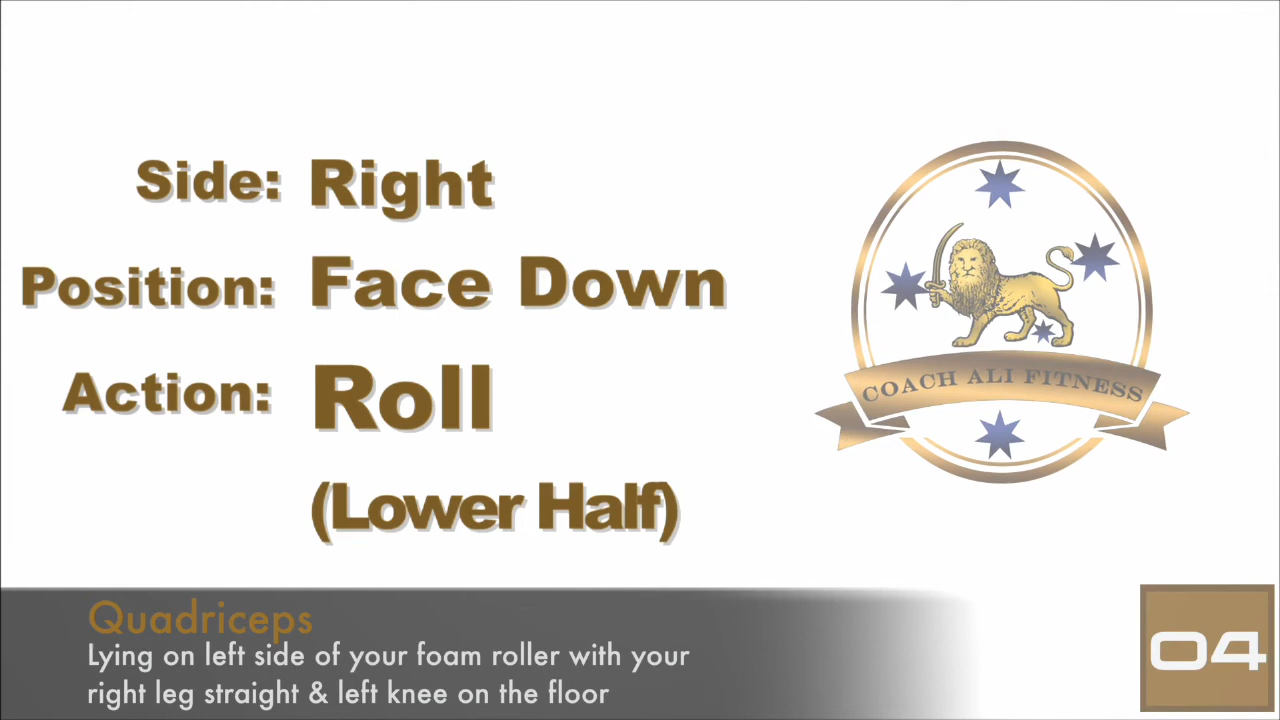 Side: Right
Position: Face Down
Action: Roll
(Lower Half)
COACH ALI FITNESS
Quadriceps
Lying on left side of your foam roller with your
right leg straight & left knee on the floor
04